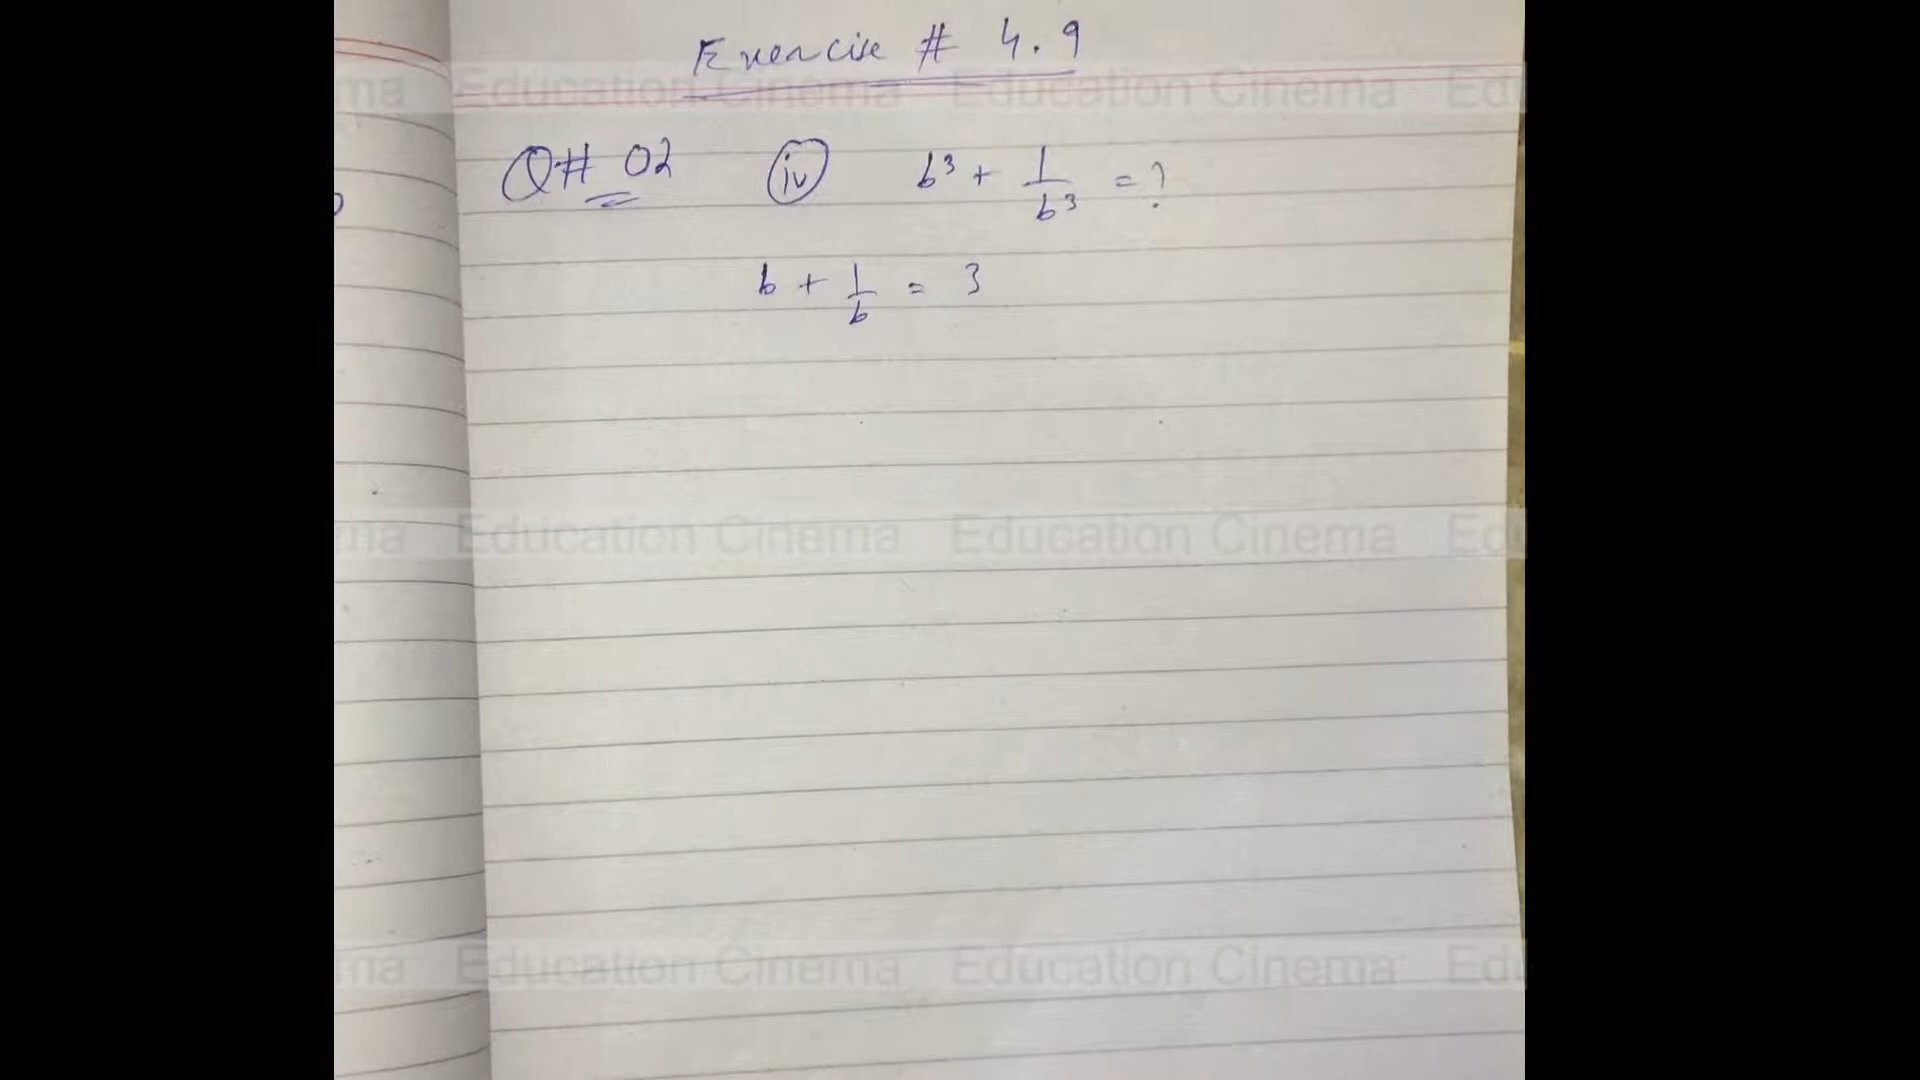 Exercise # 4.9
Education Cinema Education Cinema
Q# 02 (iv) b³ + 1/b³ = ?
b + 1/b = 3
Education Cinema Education Cinema
Education Cinema Education Cinema